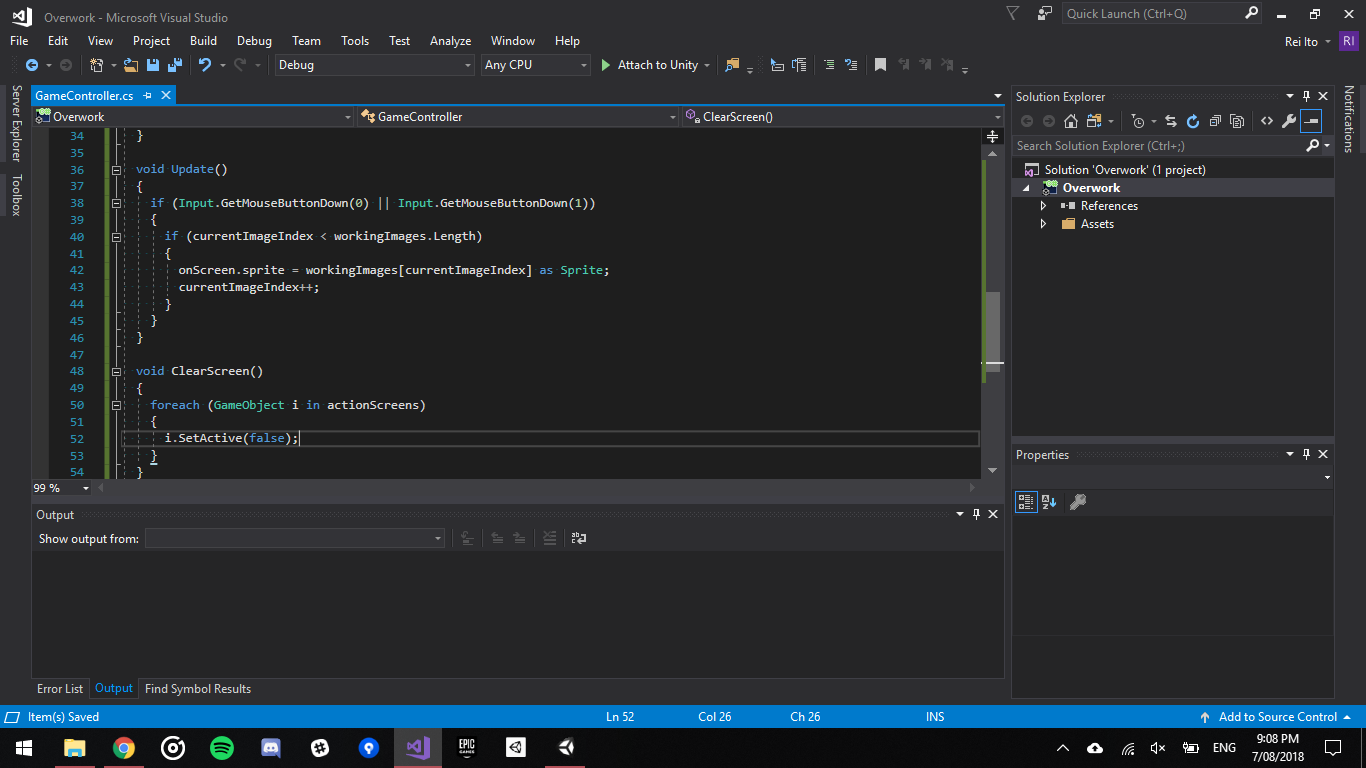 Overwork - Microsoft Visual Studio
Quick Launch (Ctrl+Q)
File Edit View Project Build Debug Team Tools Test Analyze Window Help
Rei Ito RI
Debug Any CPU Attach to Unity
Server Explorer
Toolbox
GameController.cs
Overwork GameController ClearScreen()
34 }
35
36 void Update()
37 {
38 if (Input.GetMouseButtonDown(0) || Input.GetMouseButtonDown(1))
39 {
40 if (currentImageIndex < workingImages.Length)
41 {
42 onScreen.sprite = workingImages[currentImageIndex] as Sprite;
43 currentImageIndex++;
44 }
45 }
46 }
47
48 void ClearScreen()
49 {
50 foreach (GameObject i in actionScreens)
51 {
52 i.SetActive(false);
53 }
54 }
99 %
Output
Show output from:
Error List Output Find Symbol Results
Solution Explorer
Search Solution Explorer (Ctrl+;)
Solution 'Overwork' (1 project)
Overwork
References
Assets
Properties
Notifications
Item(s) Saved Ln 52 Col 26 Ch 26 INS Add to Source Control
EPIC GAMES
ENG
9:08 PM
7/08/2018